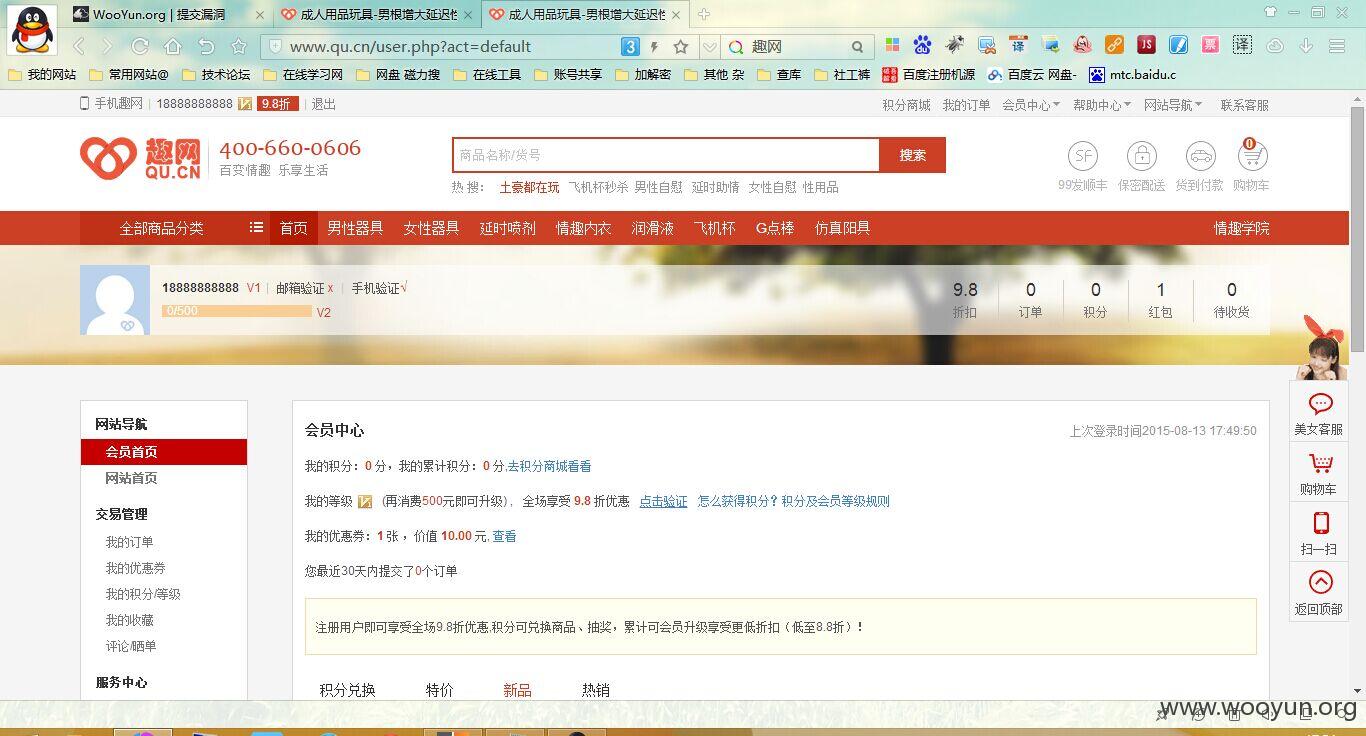 WooYun.org | 提交漏洞 成人用品玩具-男根增大延迟性 成人用品玩具-男根增大延迟性
www.qu.cn/user.php?act=default 3 趣网 译 JS 票 译
我的网站 常用网站@ 技术论坛 在线学习网 网盘 磁力搜 在线工具 账号共享 加解密 其他 杂 查库 社工裤 百度注册机源 百度云 网盘- mtc.baidu.c
手机趣网 18888888888 9.8折 退出 积分商城 我的订单 会员中心 帮助中心 网站导航 联系客服
趣网 QU.CN 400-660-0606
百变情趣 乐享生活
商品名称/货号 搜索
热 搜： 土豪都在玩 飞机杯秒杀 男性自慰 延时助情 女性自慰 性用品
SF 0
99发顺丰 保密配送 货到付款 购物车
全部商品分类 首页 男性器具 女性器具 延时喷剂 情趣内衣 润滑液 飞机杯 G点棒 仿真阳具 情趣学院
18888888888 V1 邮箱验证x 手机验证√
0/500 V2
9.8 0 0 1 0
折扣 订单 积分 红包 待收货
网站导航
会员首页
网站首页
交易管理
我的订单
我的优惠券
我的积分/等级
我的收藏
评论/晒单
服务中心
会员中心 上次登录时间2015-08-13 17:49:50
我的积分：0 分，我的累计积分：0 分,去积分商城看看
我的等级 (再消费500元即可升级)， 全场享受 9.8 折优惠 点击验证 怎么获得积分？积分及会员等级规则
我的优惠券：1 张 ，价值 10.00 元, 查看
您最近30天内提交了0个订单
注册用户即可享受全场9.8折优惠,积分可兑换商品、抽奖，累计可会员升级享受更低折扣（低至8.8折）！
积分兑换 特价 新品 热销
美女客服
购物车
扫一扫
返回顶部
www.wooyun.org